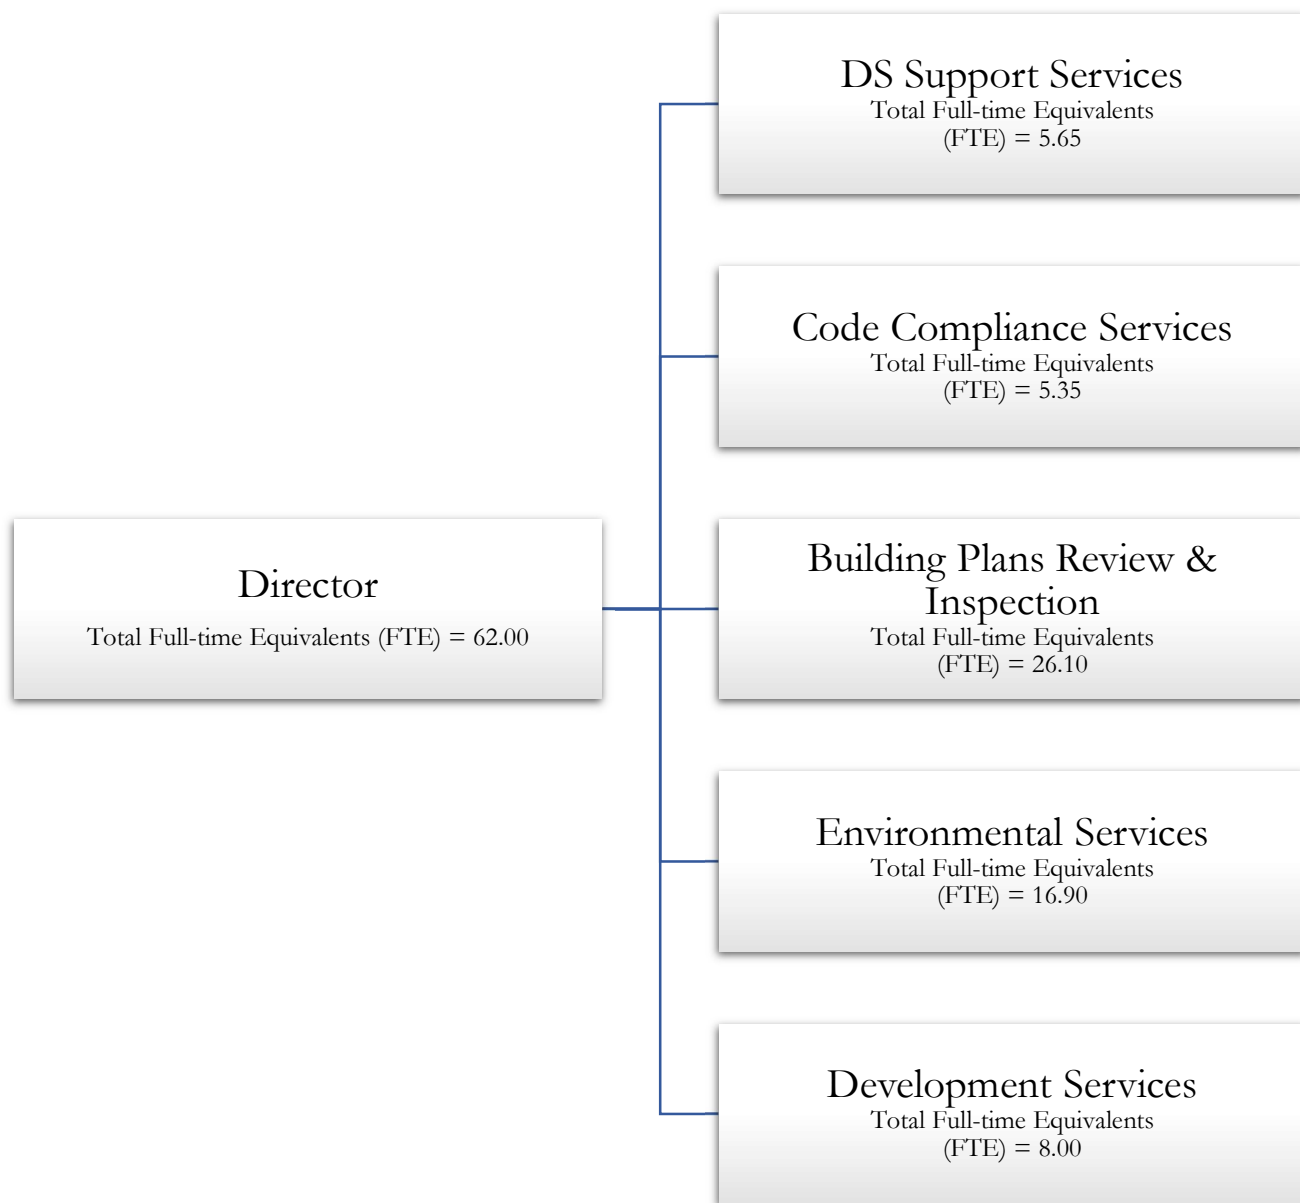 DS Support Services
Total Full-time Equivalents
(FTE) = 5.65
Code Compliance Services
Total Full-time Equivalents
(FTE) = 5.35
Director
Total Full-time Equivalents (FTE) = 62.00
Building Plans Review &
Inspection
Total Full-time Equivalents
(FTE) = 26.10
Environmental Services
Total Full-time Equivalents
(FTE) = 16.90
Development Services
Total Full-time Equivalents
(FTE) = 8.00